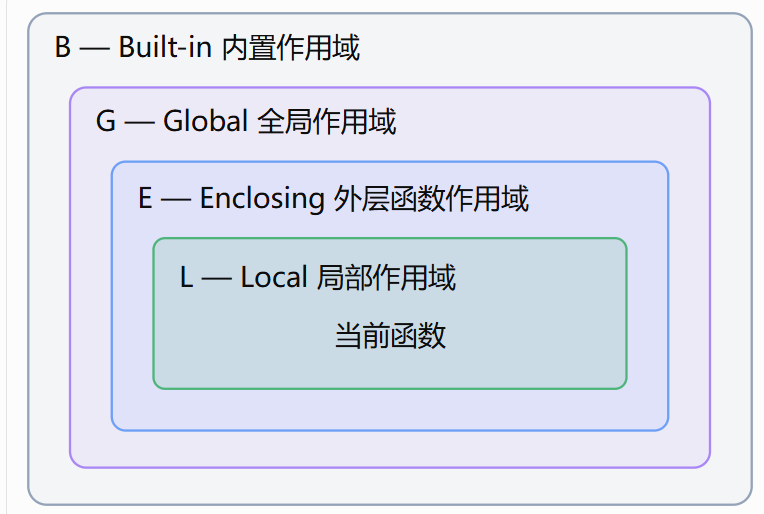 B — Built-in 内置作用域
G — Global 全局作用域
E — Enclosing 外层函数作用域
L — Local 局部作用域
当前函数